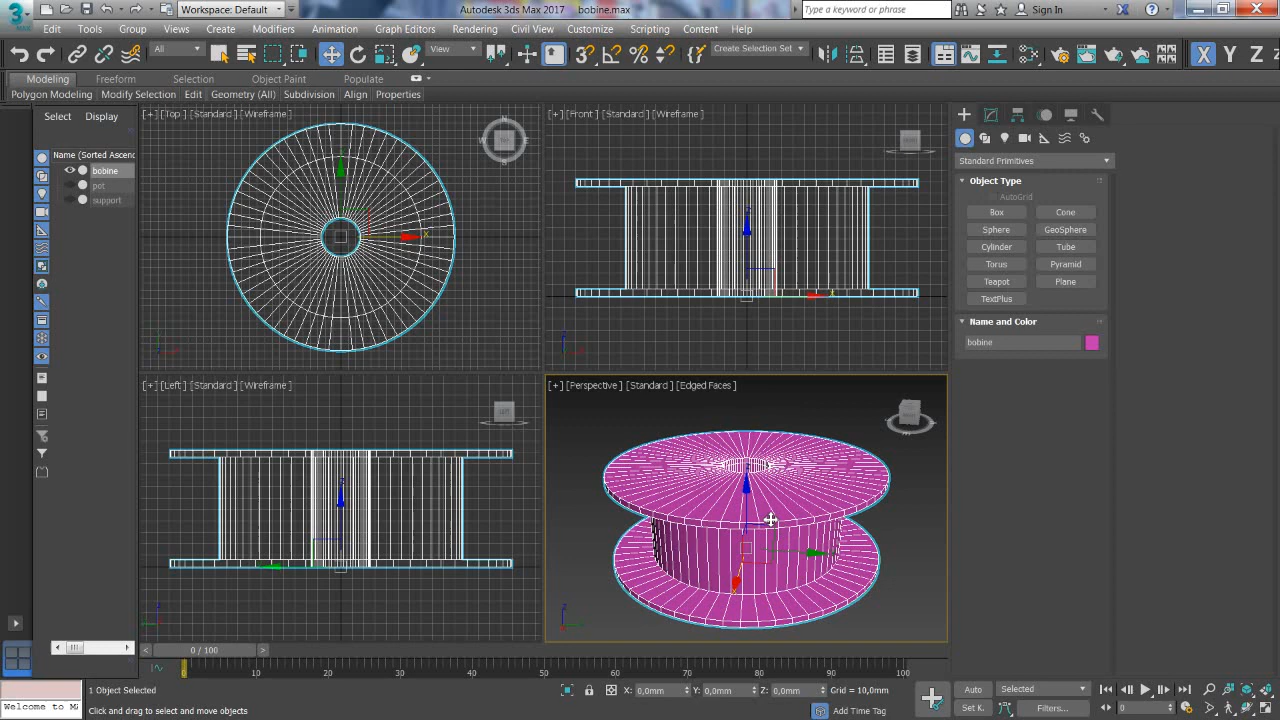 3 MAX Workspace: Default Autodesk 3ds Max 2017 bobine.max Type a keyword or phrase Sign In
Edit Tools Group Views Create Modifiers Animation Graph Editors Rendering Civil View Customize Scripting Content Help
All View Create Selection Set X Y Z
Modeling Freeform Selection Object Paint Populate
Polygon Modeling Modify Selection Edit Geometry (All) Subdivision Align Properties
Select Display
Name (Sorted Ascend
bobine
pot
support
[+] [Top] [Standard] [Wireframe]
[+] [Front] [Standard] [Wireframe]
[+] [Left] [Standard] [Wireframe]
[+] [Perspective] [Standard] [Edged Faces]
Standard Primitives
Object Type
AutoGrid
Box Cone
Sphere GeoSphere
Cylinder Tube
Torus Pyramid
Teapot Plane
TextPlus
Name and Color
bobine
0 / 100
0 10 20 30 40 50 60 70 80 90 100
1 Object Selected X: 0,0mm Y: 0,0mm Z: 0,0mm Grid = 10,0mm Auto Selected
Welcome to MA Click and drag to select and move objects Add Time Tag Set K. Filters... 0